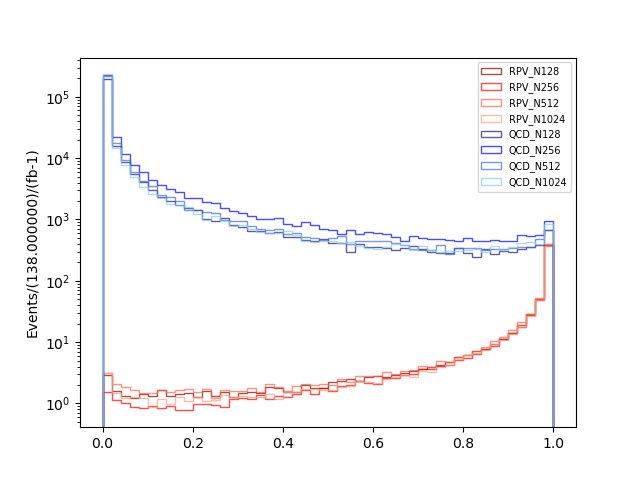 Events/(138.000000)/(fb-1)
10^5
10^4
10^3
10^2
10^1
10^0
0.0 0.2 0.4 0.6 0.8 1.0
RPV_N128
RPV_N256
RPV_N512
RPV_N1024
QCD_N128
QCD_N256
QCD_N512
QCD_N1024